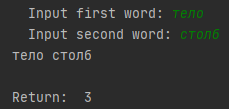 Input first word: тело
Input second word: столб
тело столб
Return: 3